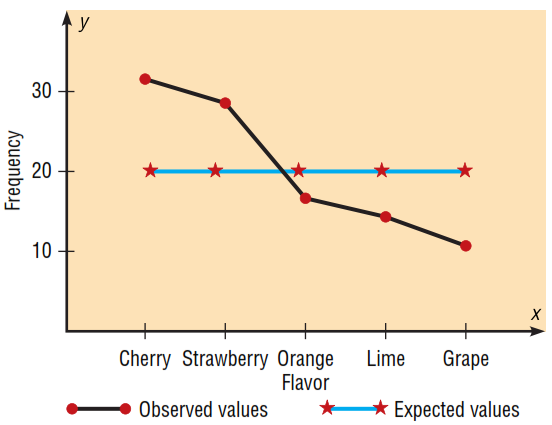 y
30
20
10
Frequency
x
Cherry Strawberry Orange Lime Grape
Flavor
Observed values Expected values